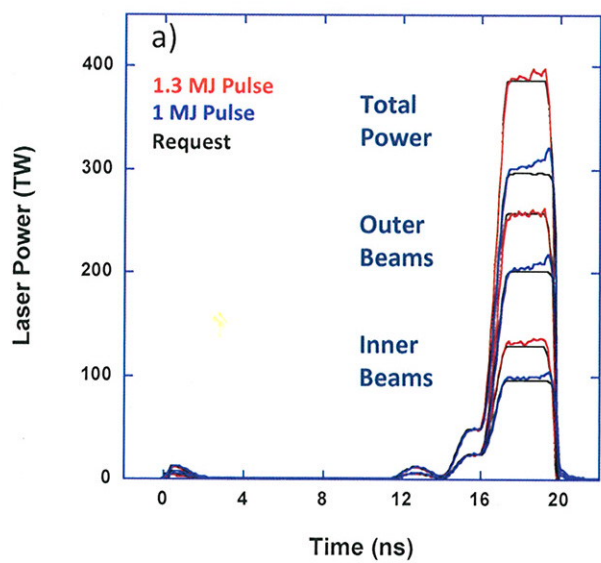 a)
400
1.3 MJ Pulse
1 MJ Pulse
Request
Total
Power
300
Outer
Beams
200
Inner
Beams
100
0
Laser Power (TW)
0 4 8 12 16 20
Time (ns)